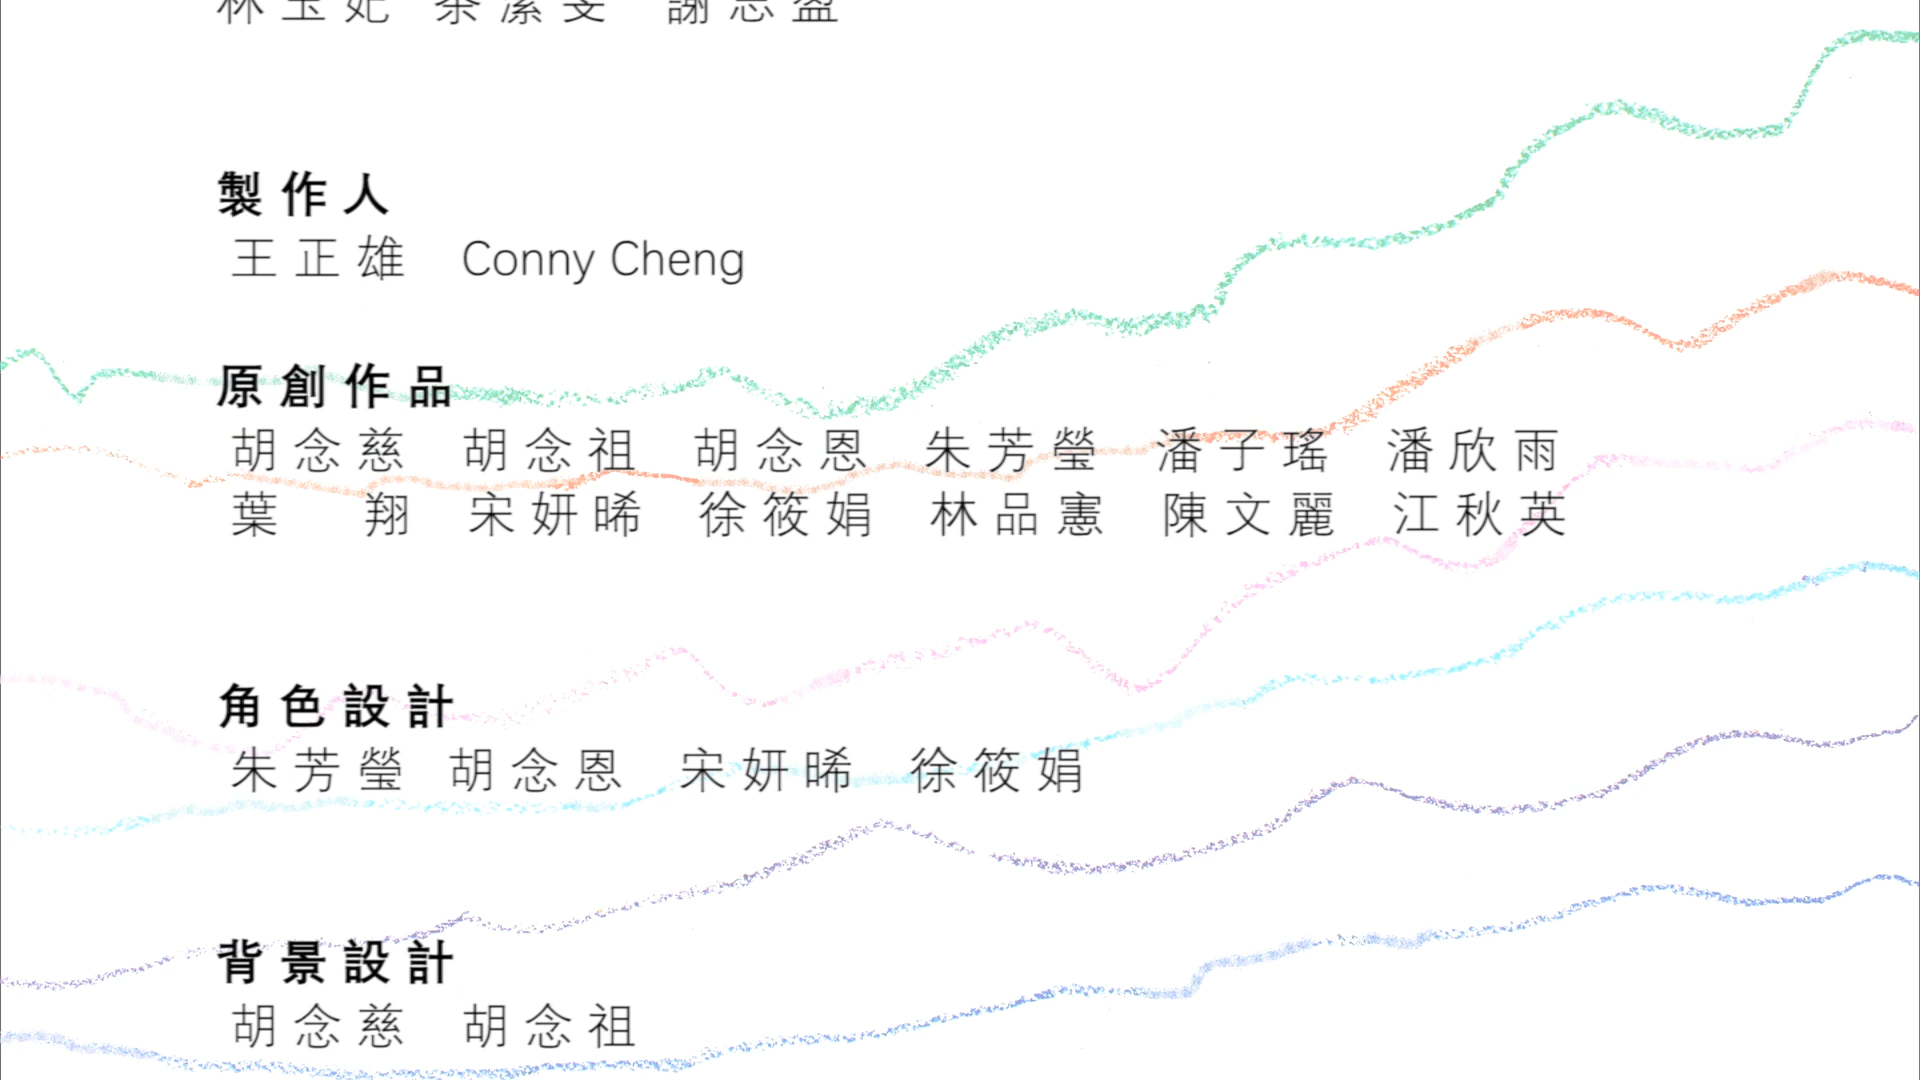 製作人
王正雄 Conny Cheng
原創作品
胡念慈 胡念祖 胡念恩 朱芳瑩 潘子瑤 潘欣雨
葉 翔 宋妍晞 徐筱娟 林品憲 陳文麗 江秋英
角色設計
朱芳瑩 胡念恩 宋妍晞 徐筱娟
背景設計
胡念慈 胡念祖